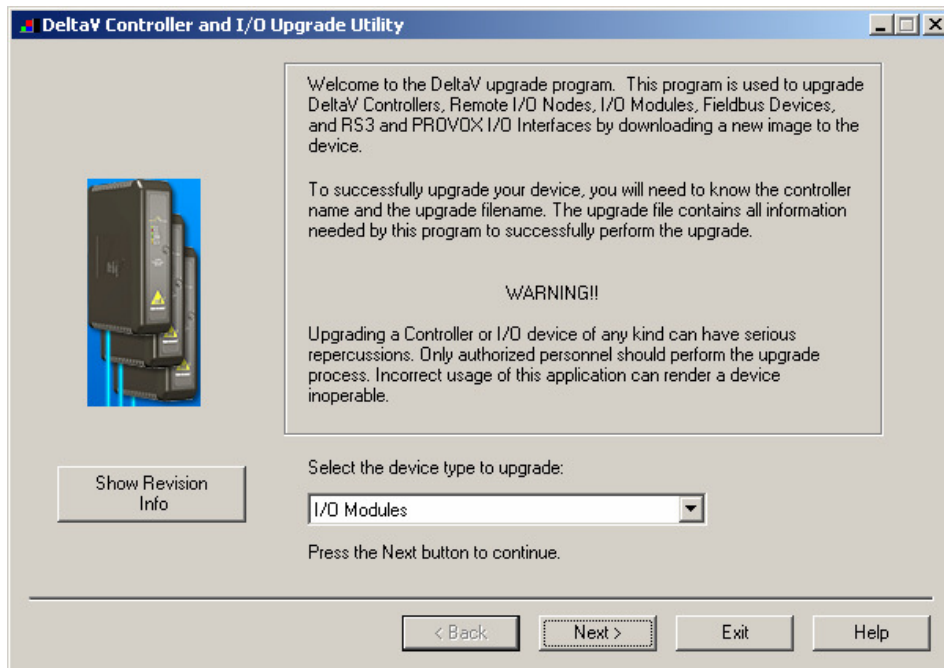 DeltaV Controller and I/O Upgrade Utility
Welcome to the DeltaV upgrade program. This program is used to upgrade
DeltaV Controllers, Remote I/O Nodes, I/O Modules, Fieldbus Devices,
and RS3 and PROVOX I/O Interfaces by downloading a new image to the
device.
To successfully upgrade your device, you will need to know the controller
name and the upgrade filename. The upgrade file contains all information
needed by this program to successfully perform the upgrade.
WARNING!!
Upgrading a Controller or I/O device of any kind can have serious
repercussions. Only authorized personnel should perform the upgrade
process. Incorrect usage of this application can render a device
inoperable.
Show Revision
Info
Select the device type to upgrade:
I/O Modules
Press the Next button to continue.
< Back
Next >
Exit
Help